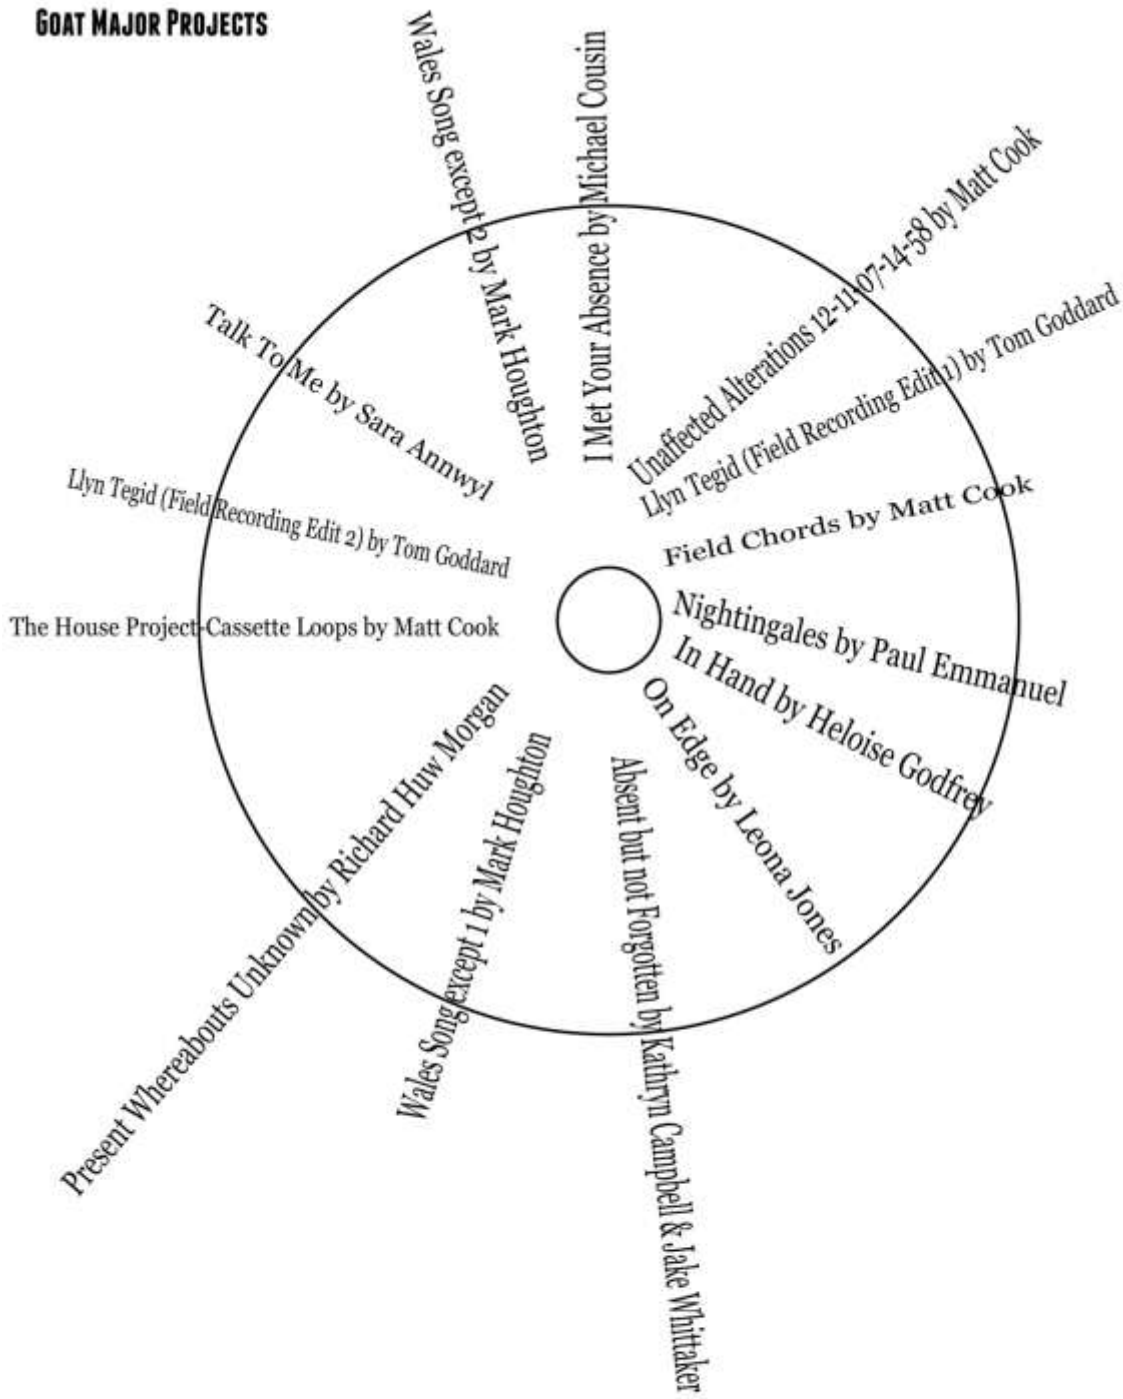 GOAT MAJOR PROJECTS
I Met Your Absence by Michael Cousin
Unaffected Alterations 12-11-07-14-58 by Matt Cook
Llyn Tegid (Field Recording Edit 1) by Tom Goddard
Field Chords by Matt Cook
Nightingales by Paul Emmanuel
In Hand by Heloise Godfrey
On Edge by Leona Jones
Absent but not Forgotten by Kathryn Campbell & Jake Whittaker
Wales Song except 1 by Mark Houghton
Present Whereabouts Unknown by Richard Huw Morgan
The House Project-Cassette Loops by Matt Cook
Llyn Tegid (Field Recording Edit 2) by Tom Goddard
Talk To Me by Sara Annwyl
Wales Song except 2 by Mark Houghton